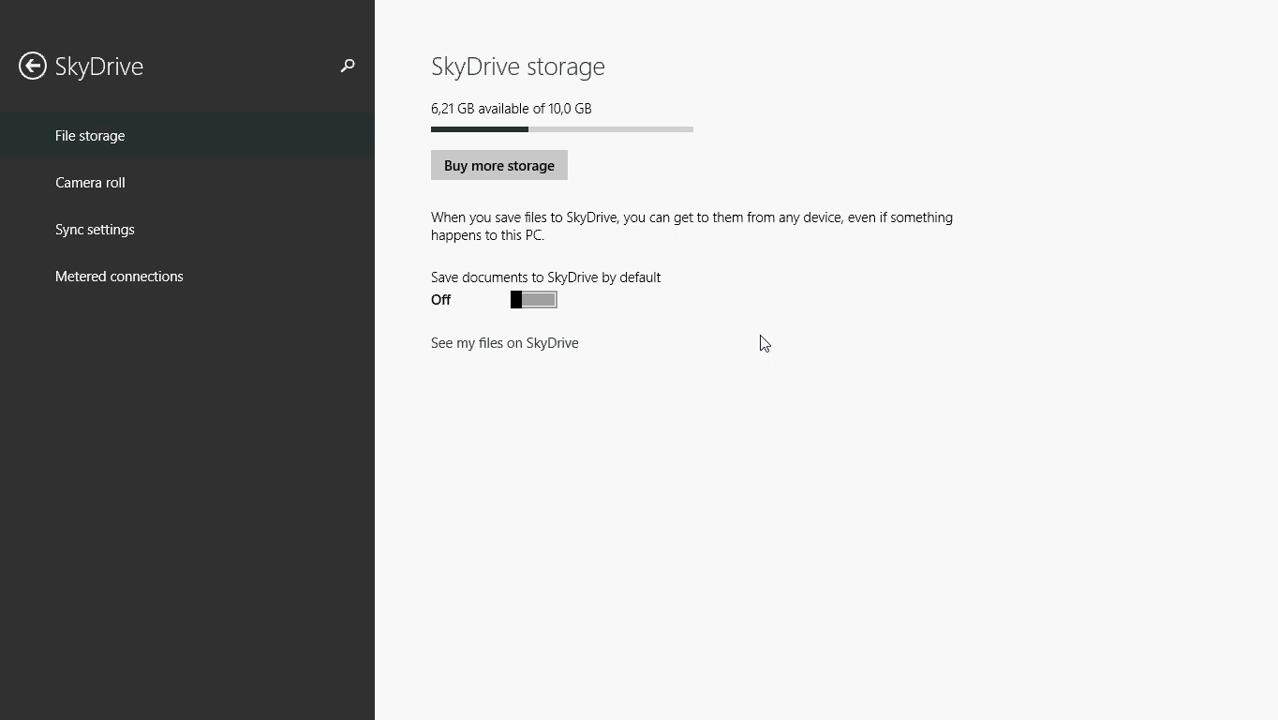 SkyDrive
File storage
Camera roll
Sync settings
Metered connections
SkyDrive storage
6,21 GB available of 10,0 GB
Buy more storage
When you save files to SkyDrive, you can get to them from any device, even if something
happens to this PC.
Save documents to SkyDrive by default
Off
See my files on SkyDrive